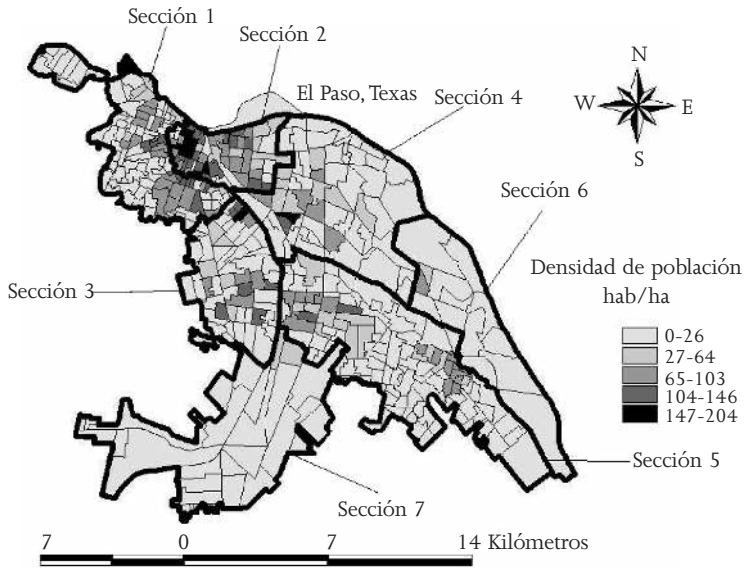 Sección 1
Sección 2
El Paso, Texas
Sección 4
N
W
E
S
Sección 6
Densidad de población
hab/ha
0-26
27-64
65-103
104-146
147-204
Sección 3
Sección 5
Sección 7
7 0 7 14 Kilómetros